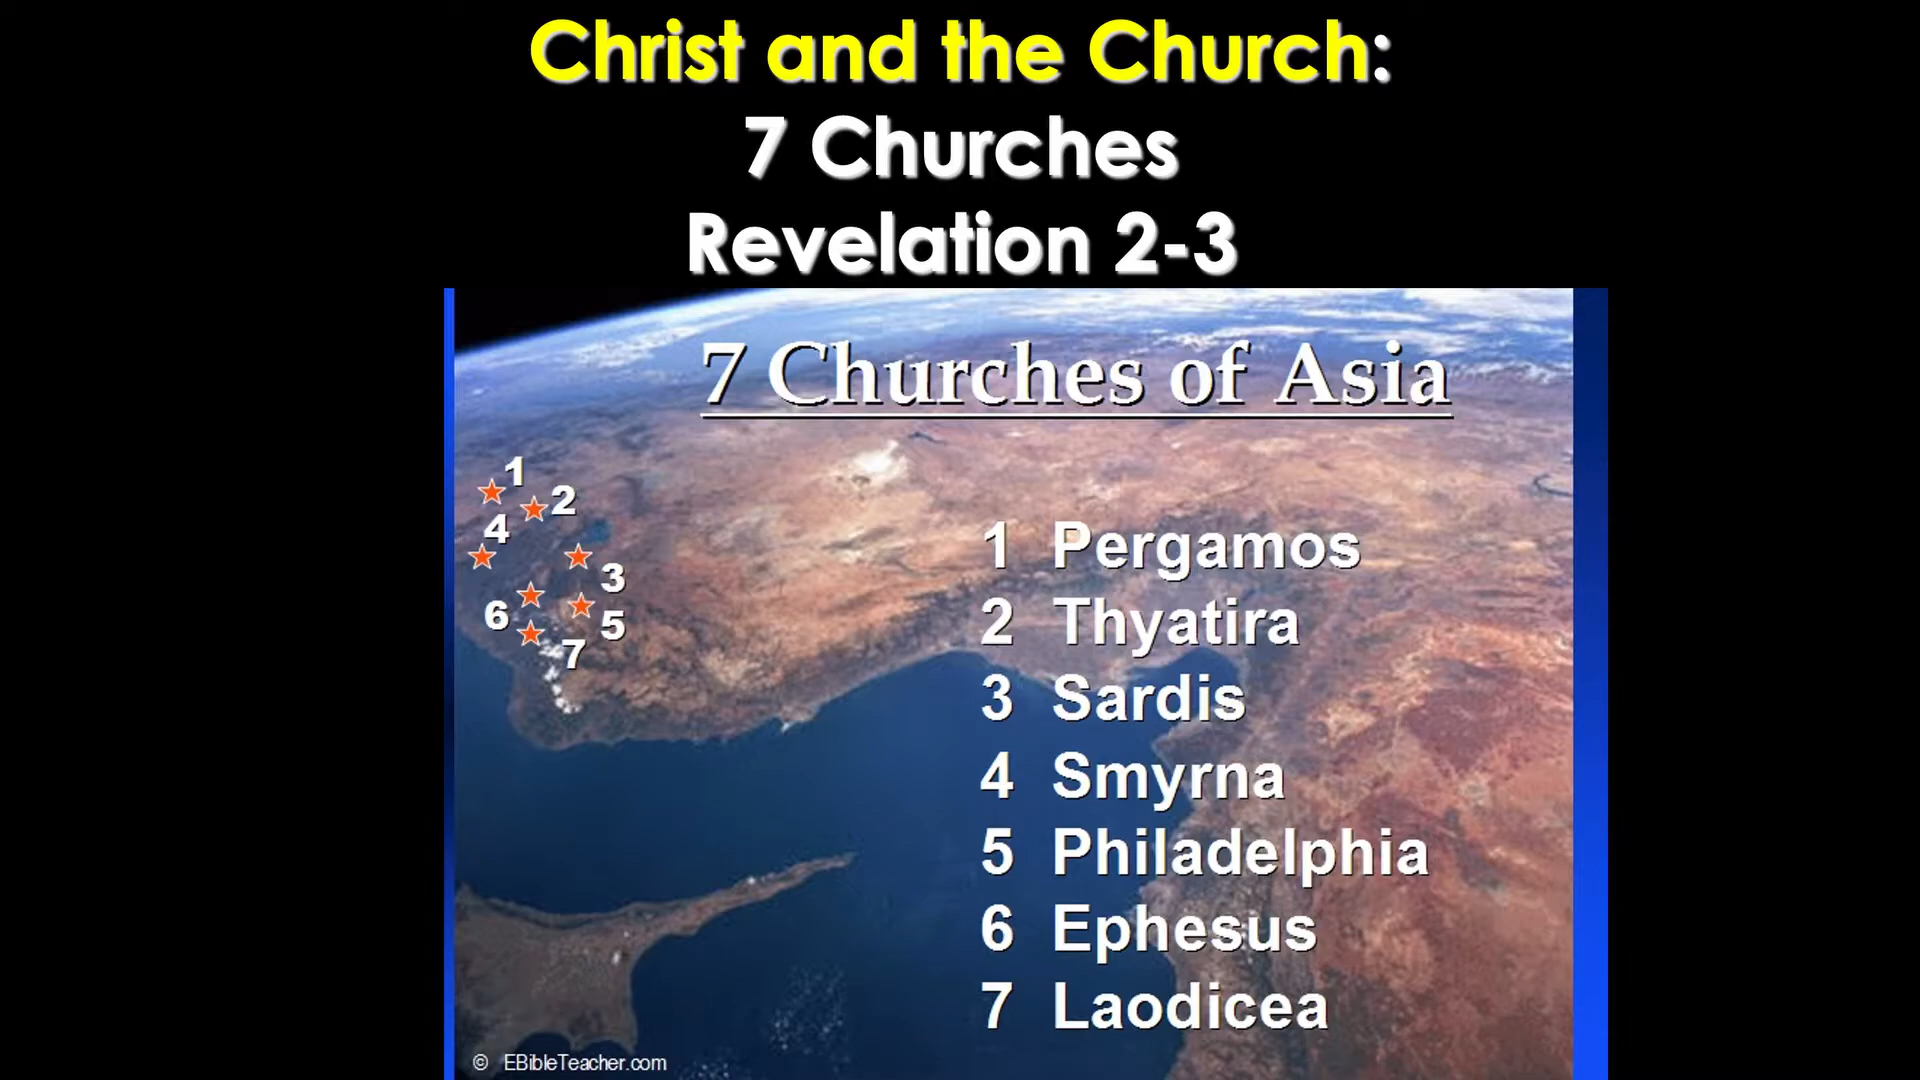 Christ and the Church:
7 Churches
Revelation 2-3
7 Churches of Asia
1
2
4
3
6
5
7
1 Pergamos
2 Thyatira
3 Sardis
4 Smyrna
5 Philadelphia
6 Ephesus
7 Laodicea
© EBibleTeacher.com